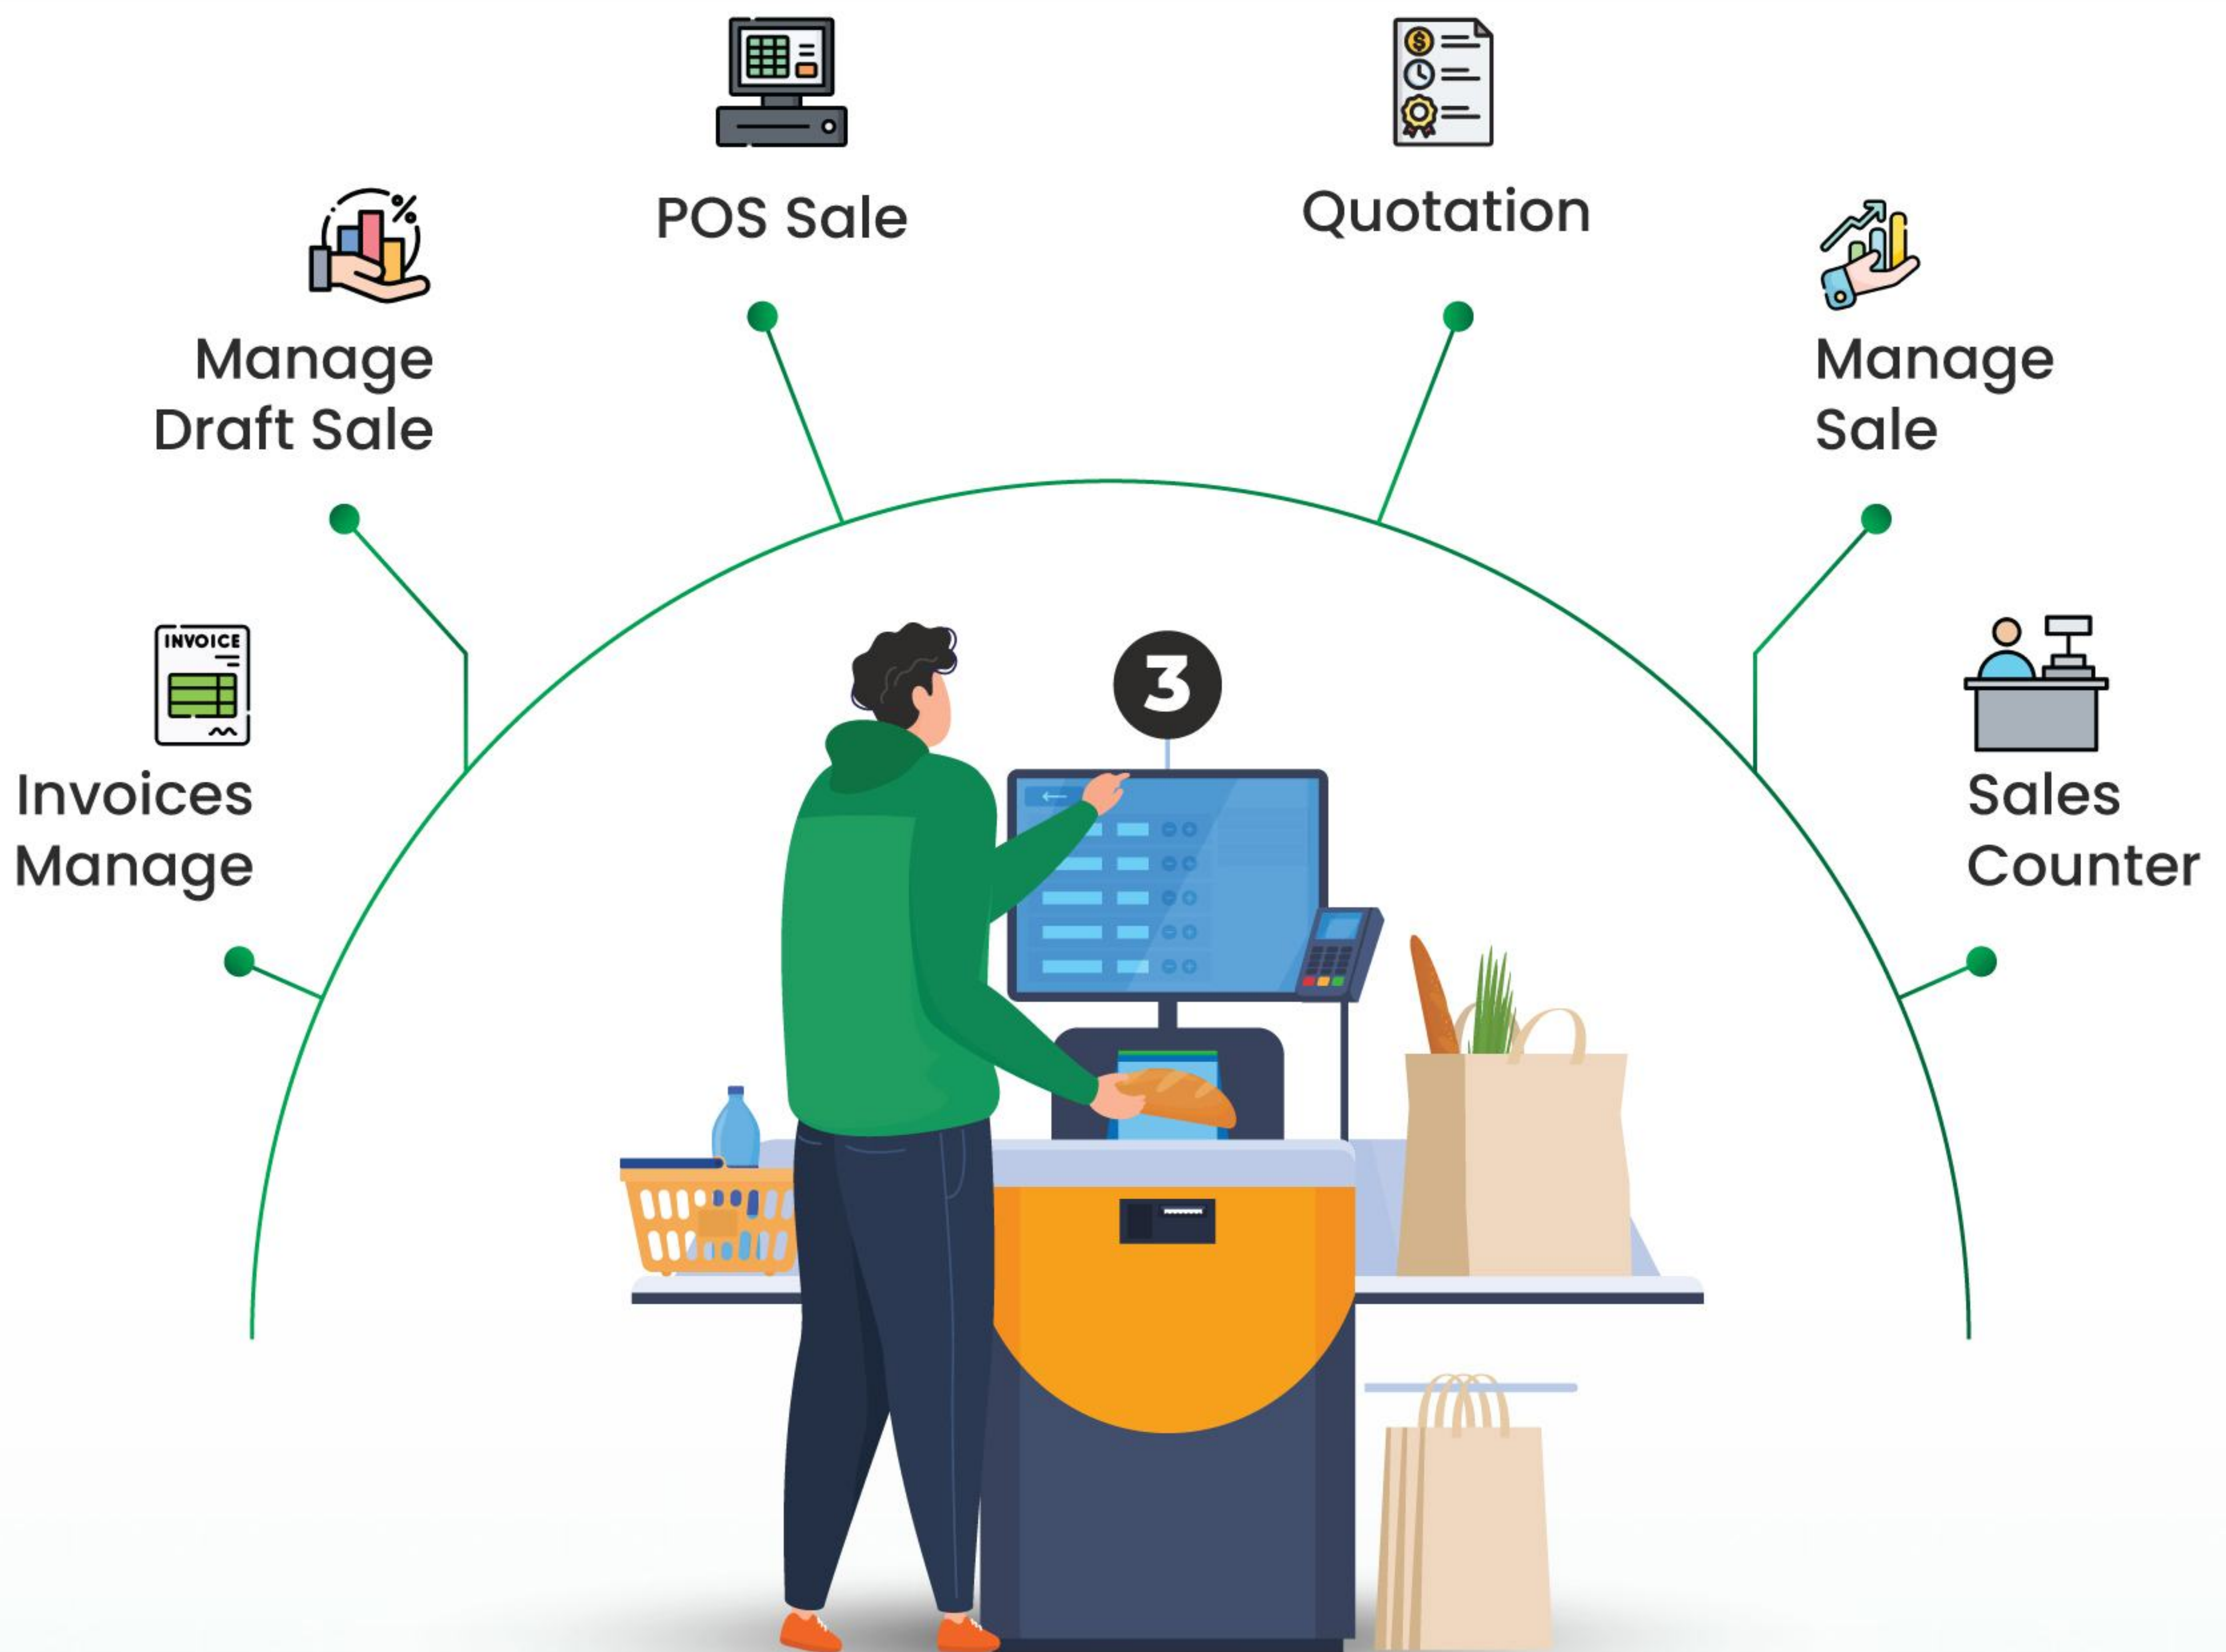 POS Sale
Quotation
Manage
Draft Sale
Manage
Sale
INVOICE
Invoices
Manage
3
Sales
Counter